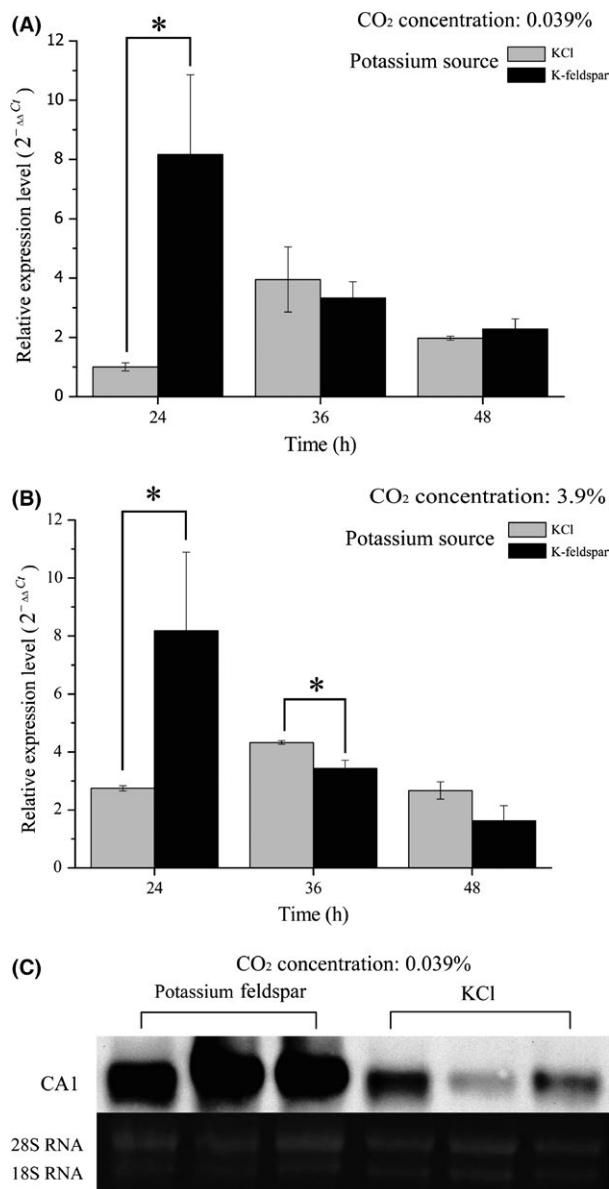 (A)
CO₂ concentration: 0.039%
Potassium source
KCl
K-feldspar
*
Relative expression level (2^-ΔΔCt)
12
10
8
6
4
2
0
24
36
48
Time (h)
(B)
CO₂ concentration: 3.9%
Potassium source
KCl
K-feldspar
*
*
Relative expression level (2^-ΔΔCt)
12
10
8
6
4
2
0
24
36
48
Time (h)
(C)
CO₂ concentration: 0.039%
Potassium feldspar
KCl
CA1
28S RNA
18S RNA